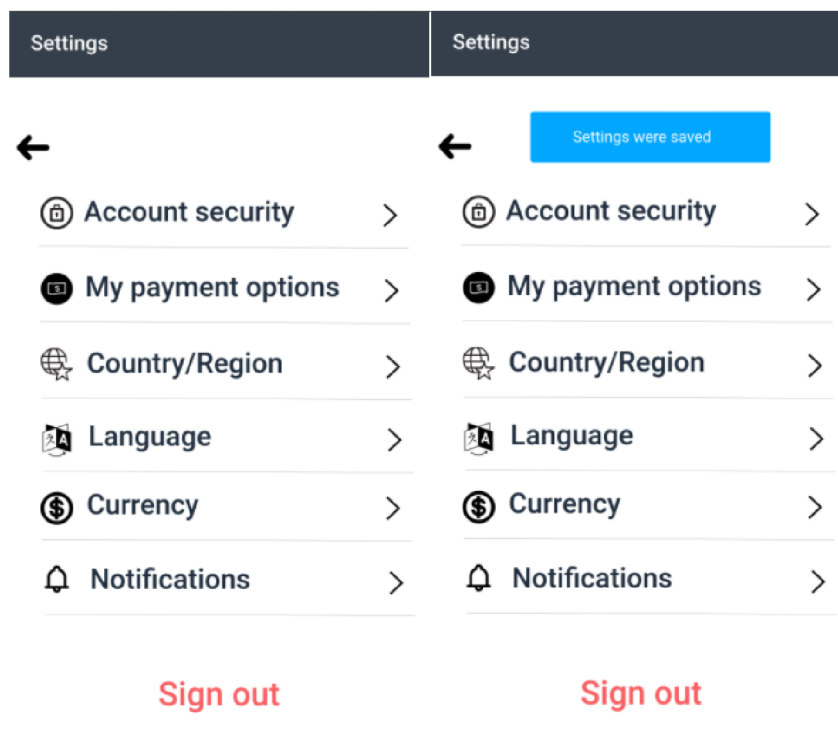 Settings
Account security
My payment options
Country/Region
Language
Currency
Notifications
Sign out
Settings
Settings were saved
Account security
My payment options
Country/Region
Language
Currency
Notifications
Sign out